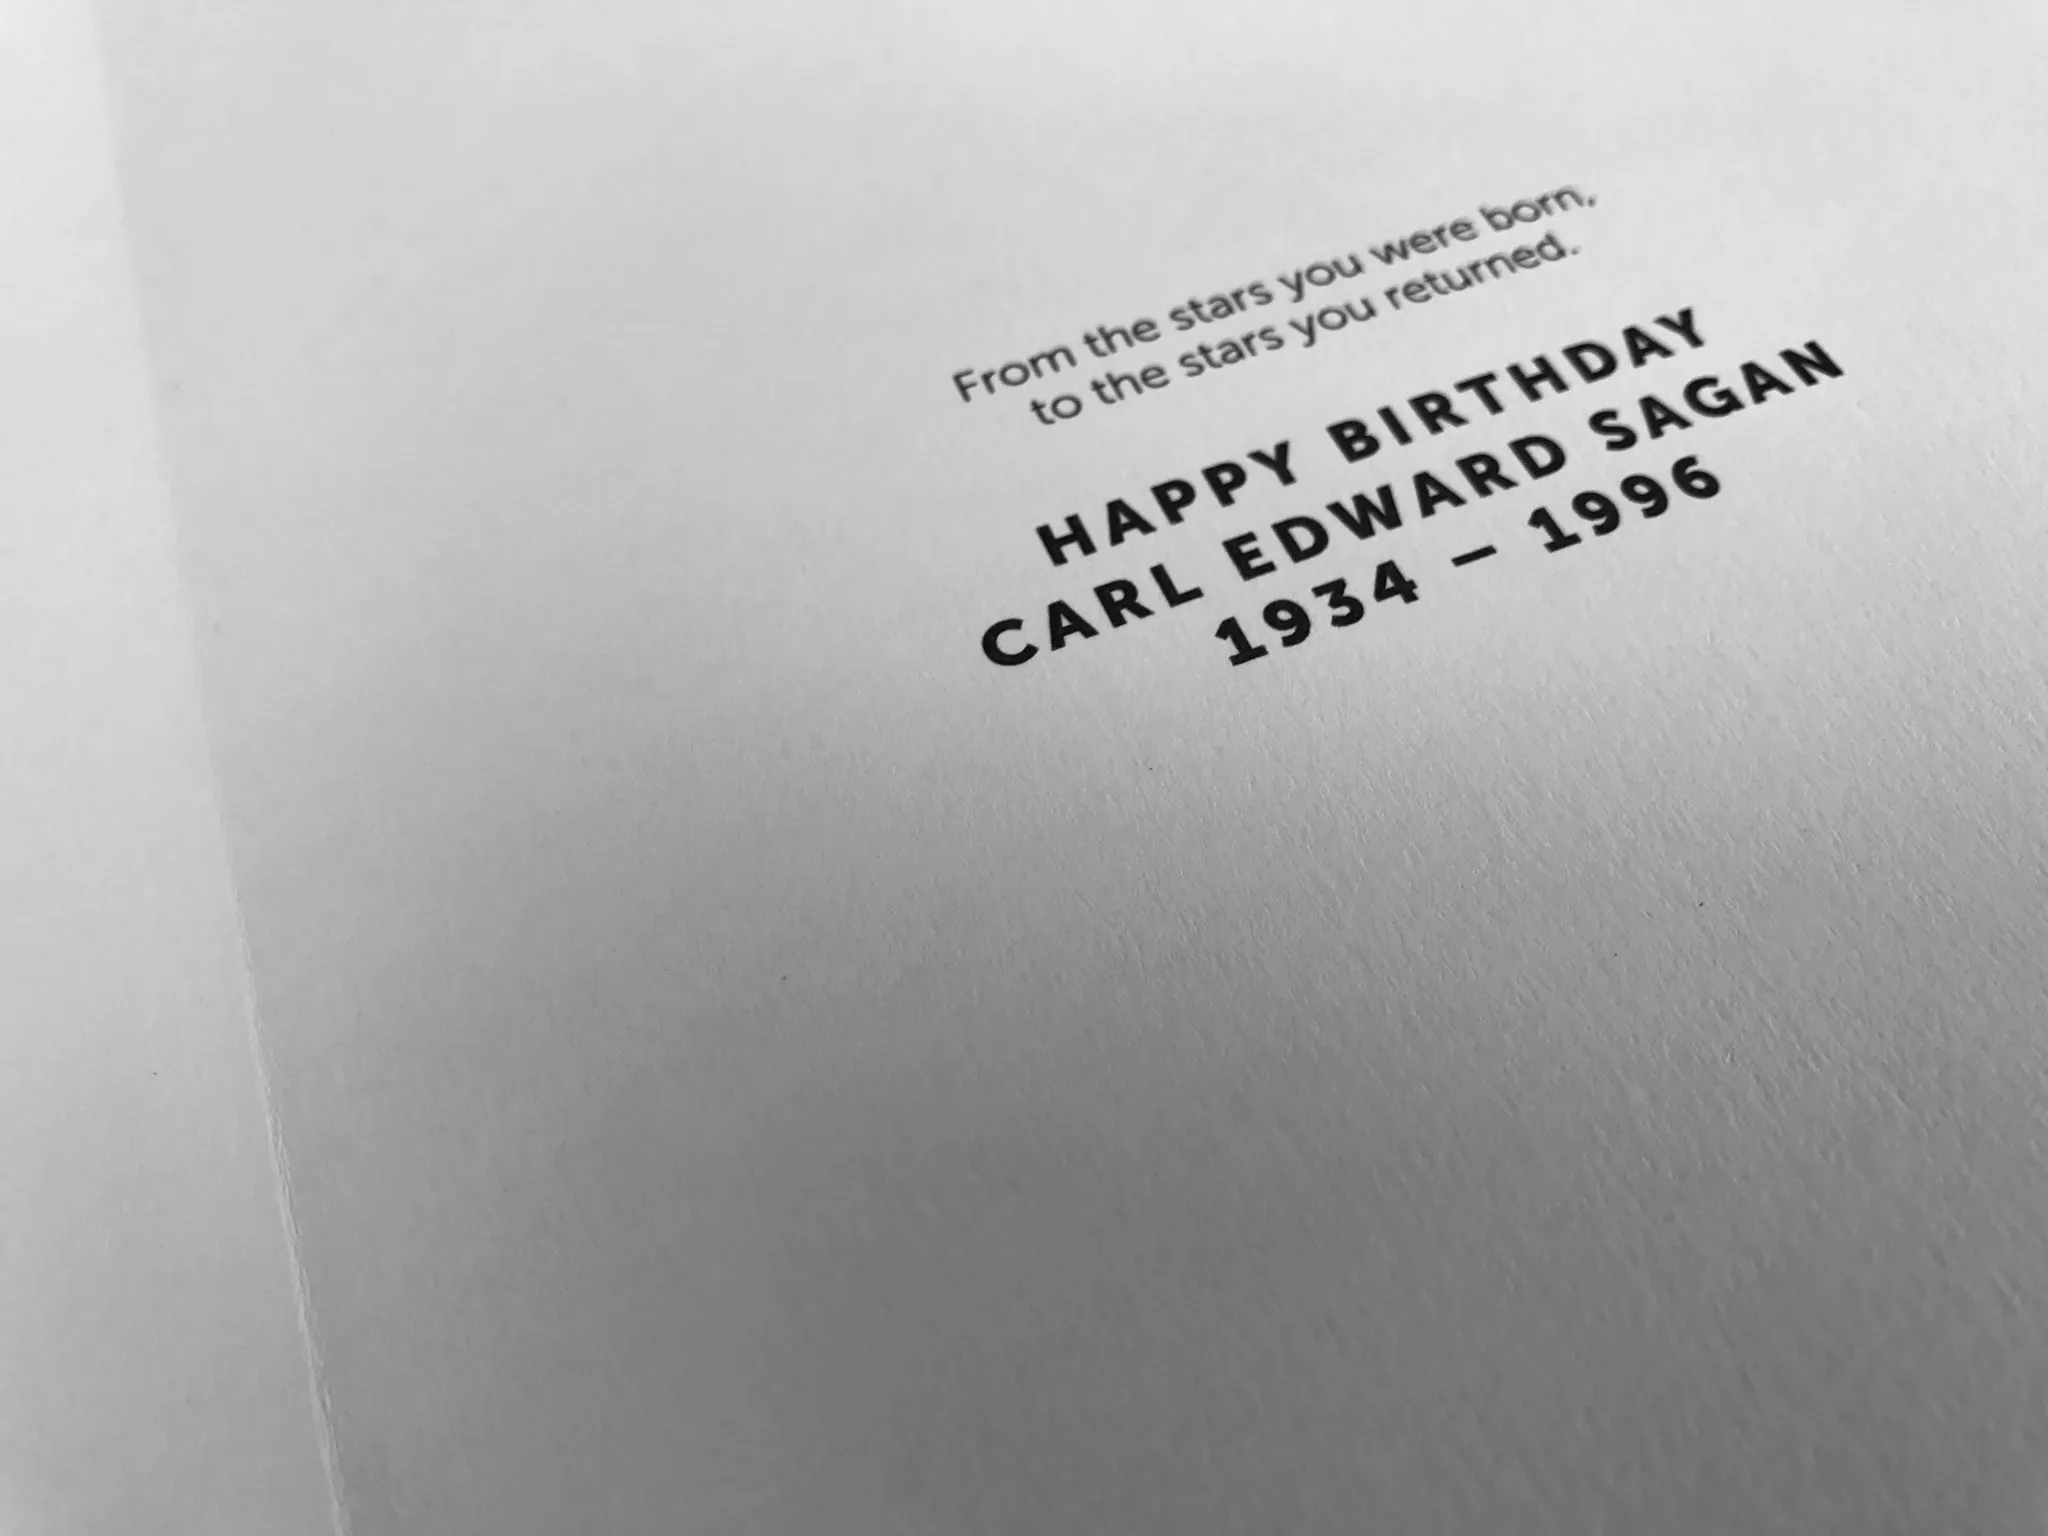 From the stars you were born,
to the stars you returned.
HAPPY BIRTHDAY
CARL EDWARD SAGAN
1934 – 1996